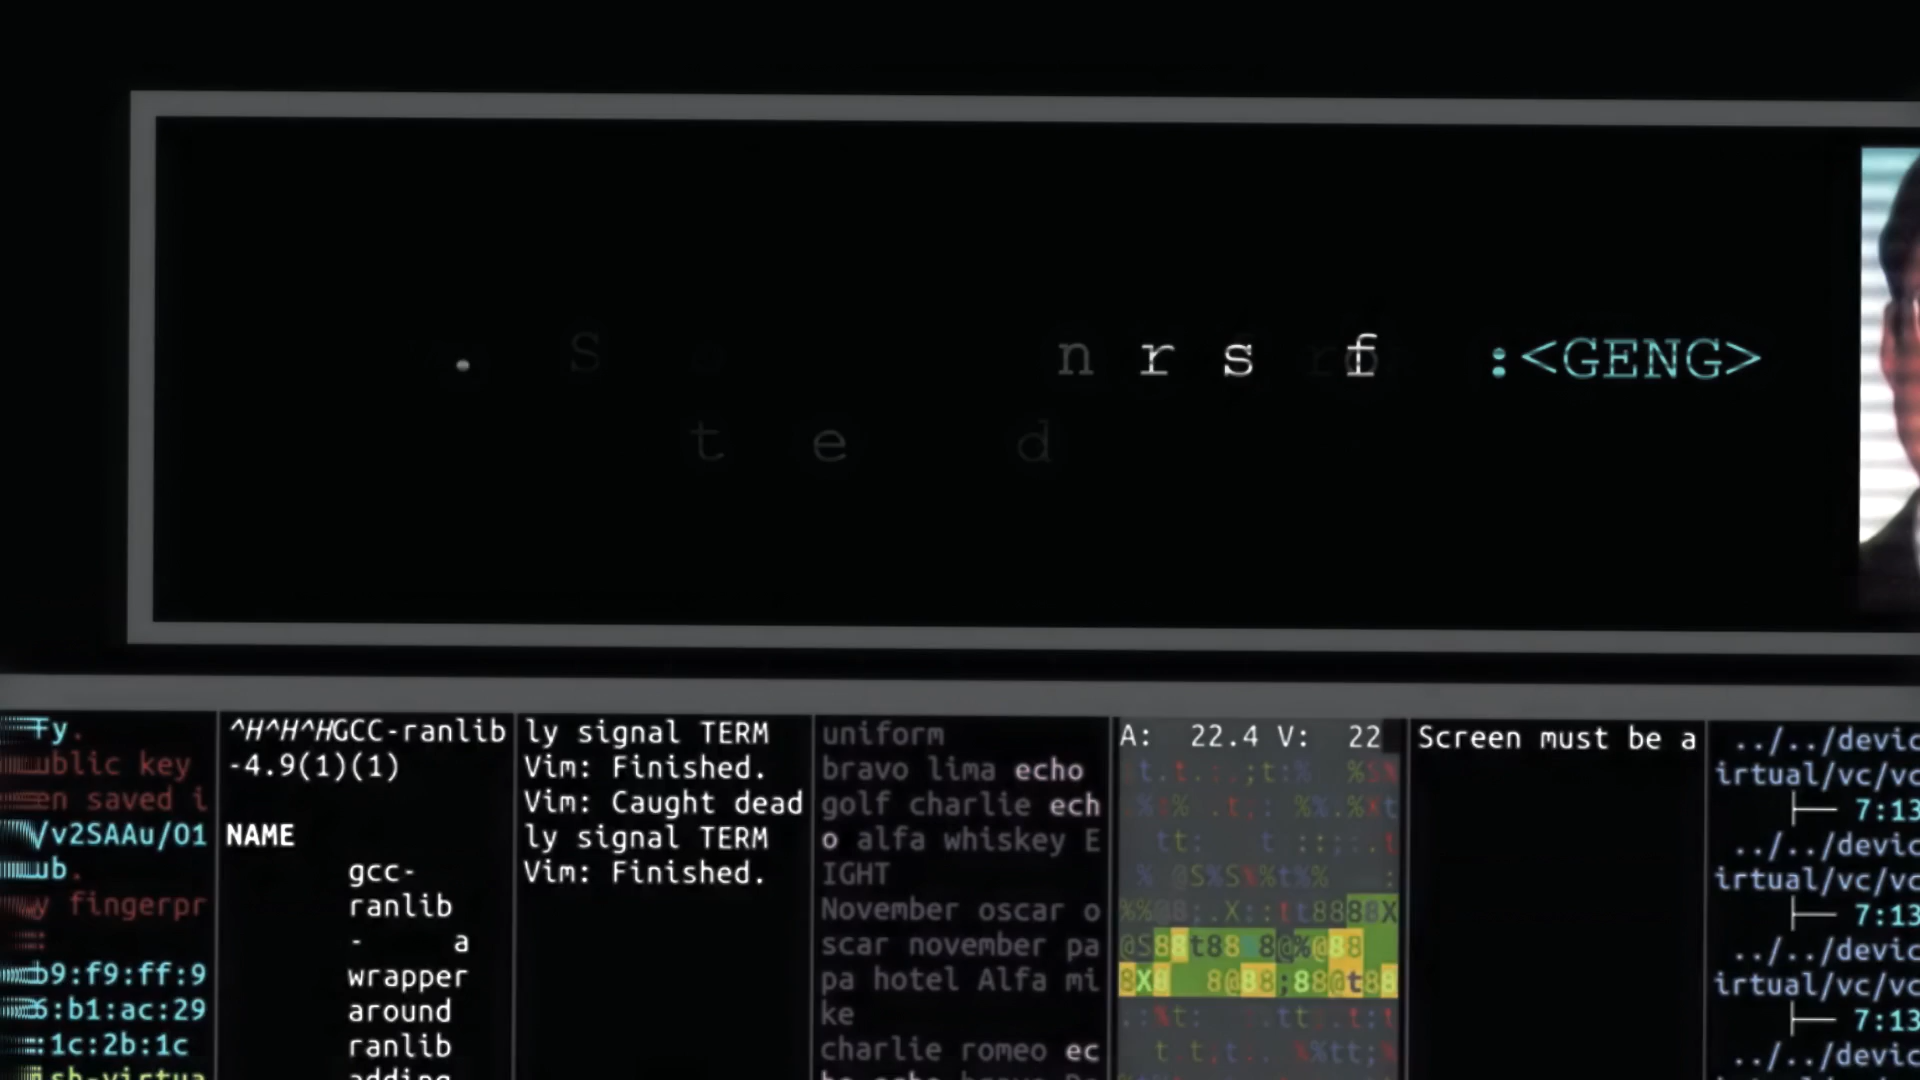 . S n r s f :<GENG>
t e d
fy.
ublic key
en saved i
/v2SAAu/O1
ub.
y fingerpr
:
b9:f9:ff:9
6:b1:ac:29
:1c:2b:1c
sh-virtua
^H^H^HGCC-ranlib
-4.9(1)(1)
NAME
gcc-
ranlib
- a
wrapper
around
ranlib
adding
ly signal TERM
Vim: Finished.
Vim: Caught dead
ly signal TERM
Vim: Finished.
uniform
bravo lima echo
golf charlie ech
o alfa whiskey E
IGHT
November oscar o
scar november pa
pa hotel Alfa mi
ke
charlie romeo ec
A: 22.4 V: 22
Screen must be a
../../devic
irtual/vc/vc
├── 7:13
../../devic
irtual/vc/vc
├── 7:13
../../devic
irtual/vc/vc
├── 7:13
../../devic